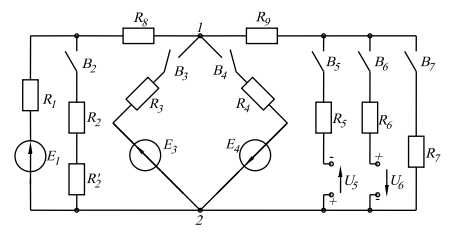 R8
1
R9
B2
B3
B4
B5
B6
B7
R1
R2
R3
R4
R5
R6
R7
E1
R2'
E3
E4
-
+
U5
+
-
U6
2